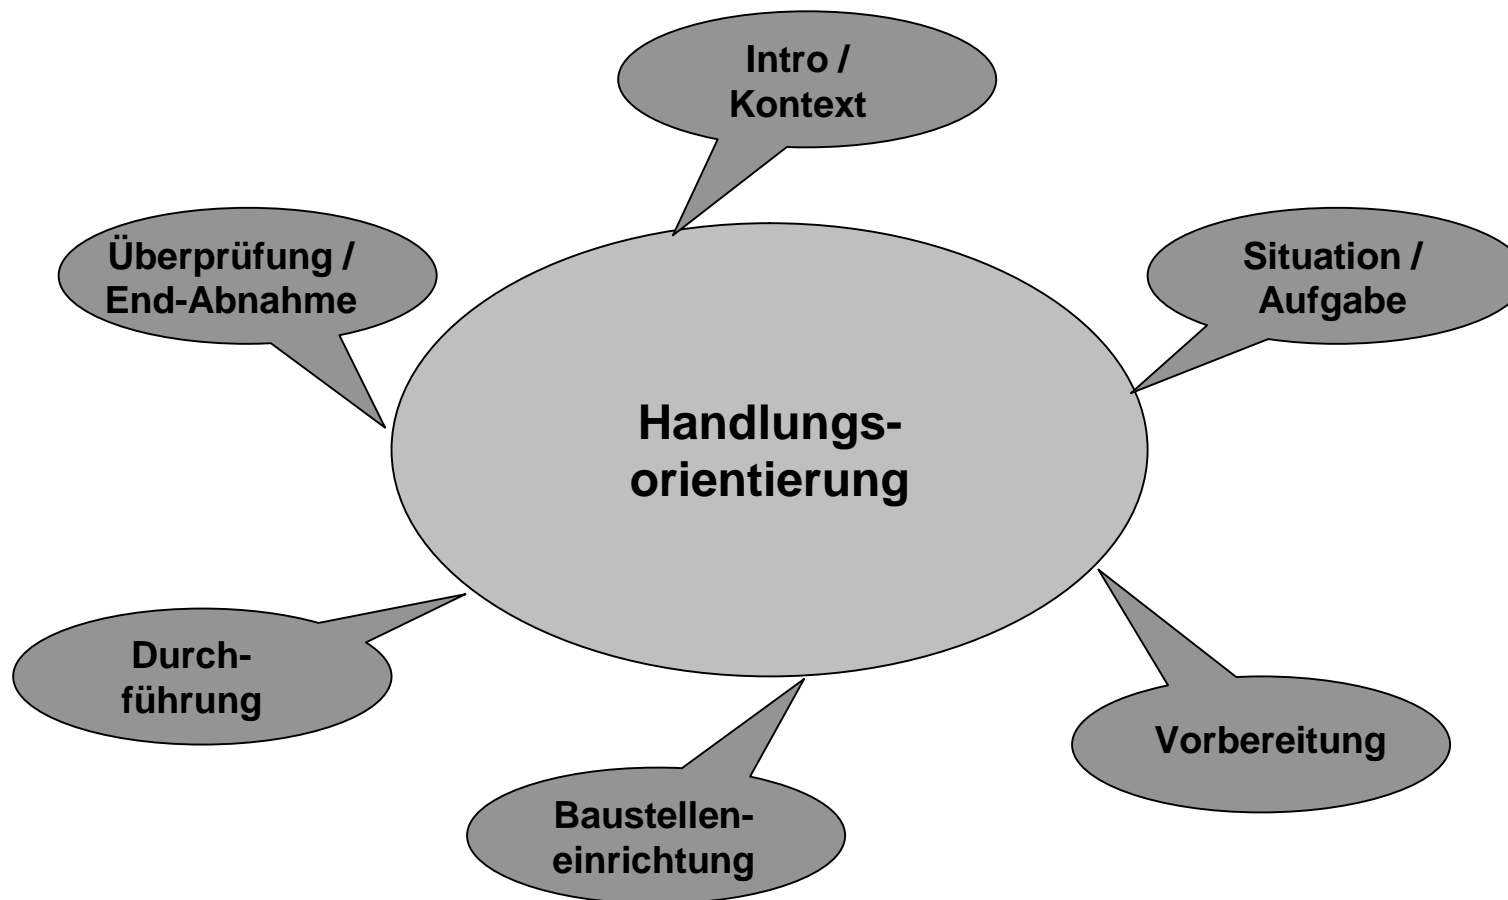 Intro /
Kontext
Überprüfung /
End-Abnahme
Situation /
Aufgabe
Handlungs-
orientierung
Durch-
führung
Vorbereitung
Baustellen-
einrichtung